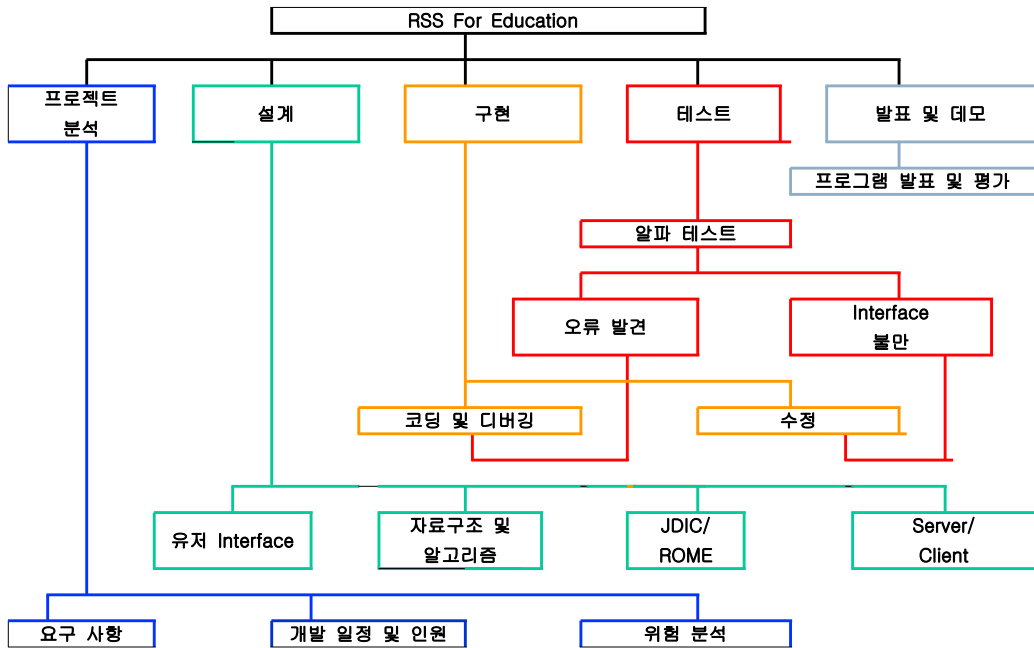 RSS For Education
프로젝트
분석
설계
구현
테스트
발표 및 데모
프로그램 발표 및 평가
알파 테스트
오류 발견
Interface
불만
코딩 및 디버깅
수정
유저 Interface
자료구조 및
알고리즘
JDIC/
ROME
Server/
Client
요구 사항
개발 일정 및 인원
위험 분석